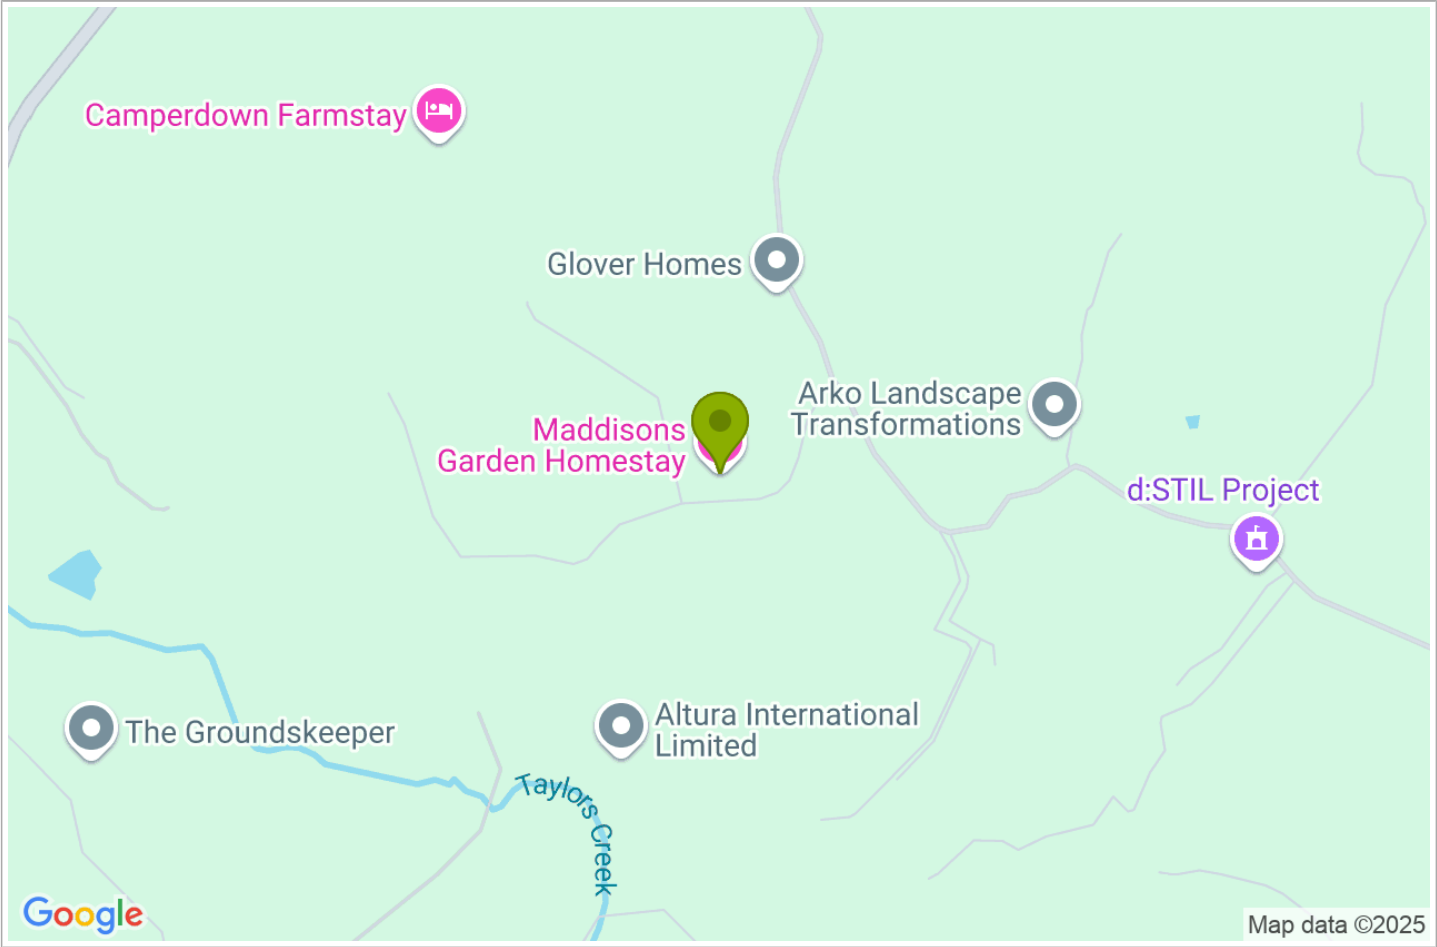 Camperdown Farmstay
Glover Homes
Arko Landscape
Transformations
Maddisons
Garden Homestay
d:STIL Project
The Groundskeeper
Altura International
Limited
Taylors Creek
Google
Map data ©2025